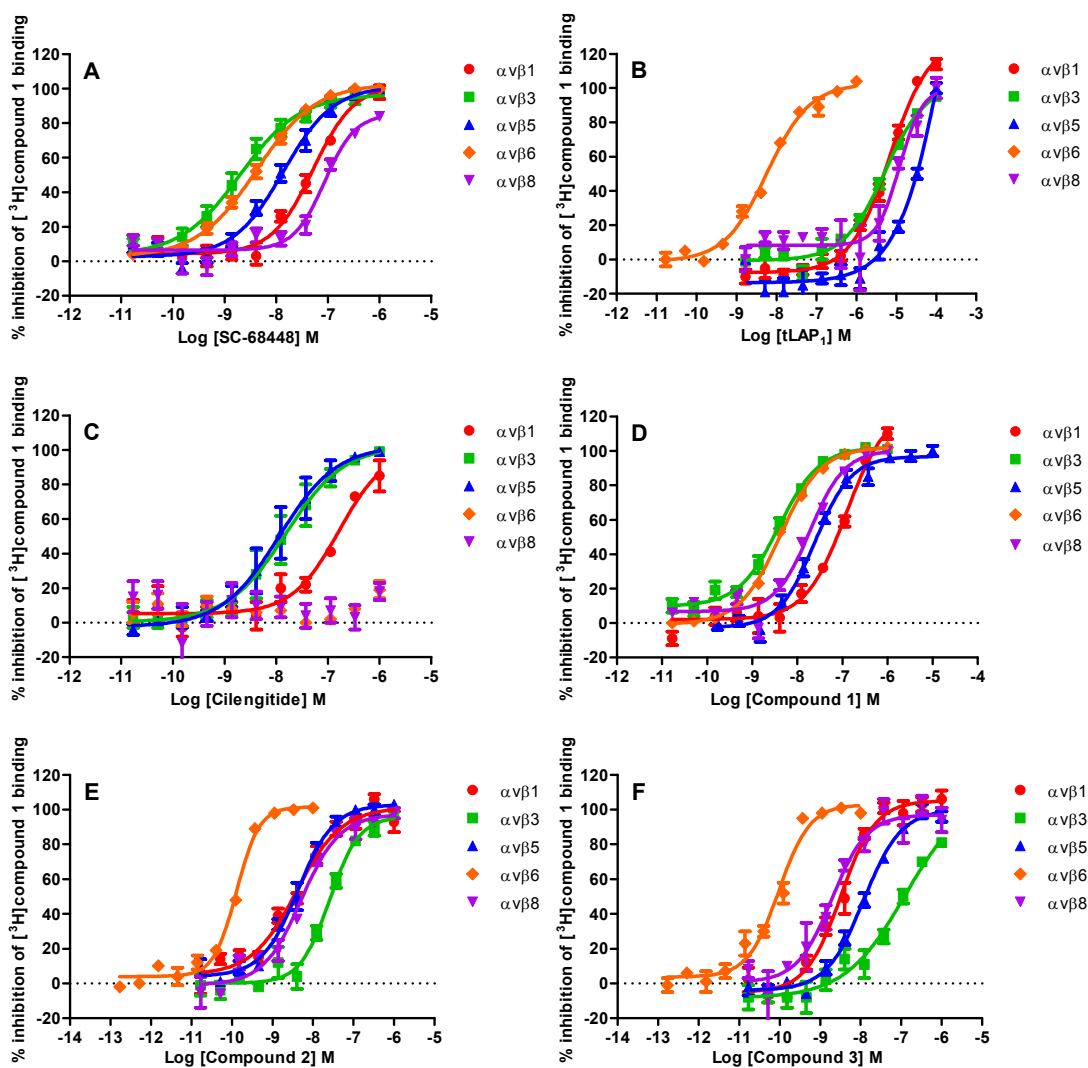 % inhibtion of [³H]compound 1 binding
120
100
80
60
40
20
0
-20
A
αvβ1
αvβ3
αvβ5
αvβ6
αvβ8
-12 -11 -10 -9 -8 -7 -6 -5
Log [SC-68448] M
% inhibtion of [³H]compound 1 binding
120
100
80
60
40
20
0
-20
B
αvβ1
αvβ3
αvβ5
αvβ6
αvβ8
-12 -11 -10 -9 -8 -7 -6 -5 -4 -3
Log [tLAP₁] M
% inhibtion of [³H]compound 1 binding
120
100
80
60
40
20
0
-20
C
αvβ1
αvβ3
αvβ5
αvβ6
αvβ8
-12 -11 -10 -9 -8 -7 -6 -5
Log [Cilengitide] M
% inhibtion of [³H]compound 1 binding
120
100
80
60
40
20
0
-20
D
αvβ1
αvβ3
αvβ5
αvβ6
αvβ8
-12 -11 -10 -9 -8 -7 -6 -5 -4
Log [Compound 1] M
% inhibtion of [³H]compound 1 binding
120
100
80
60
40
20
0
-20
E
αvβ1
αvβ3
αvβ5
αvβ6
αvβ8
-13 -12 -11 -10 -9 -8 -7 -6 -5
Log [Compound 2] M
% inhibtion of [³H]compound 1 binding
120
100
80
60
40
20
0
-20
F
αvβ1
αvβ3
αvβ5
αvβ6
αvβ8
-13 -12 -11 -10 -9 -8 -7 -6 -5
Log [Compound 3] M